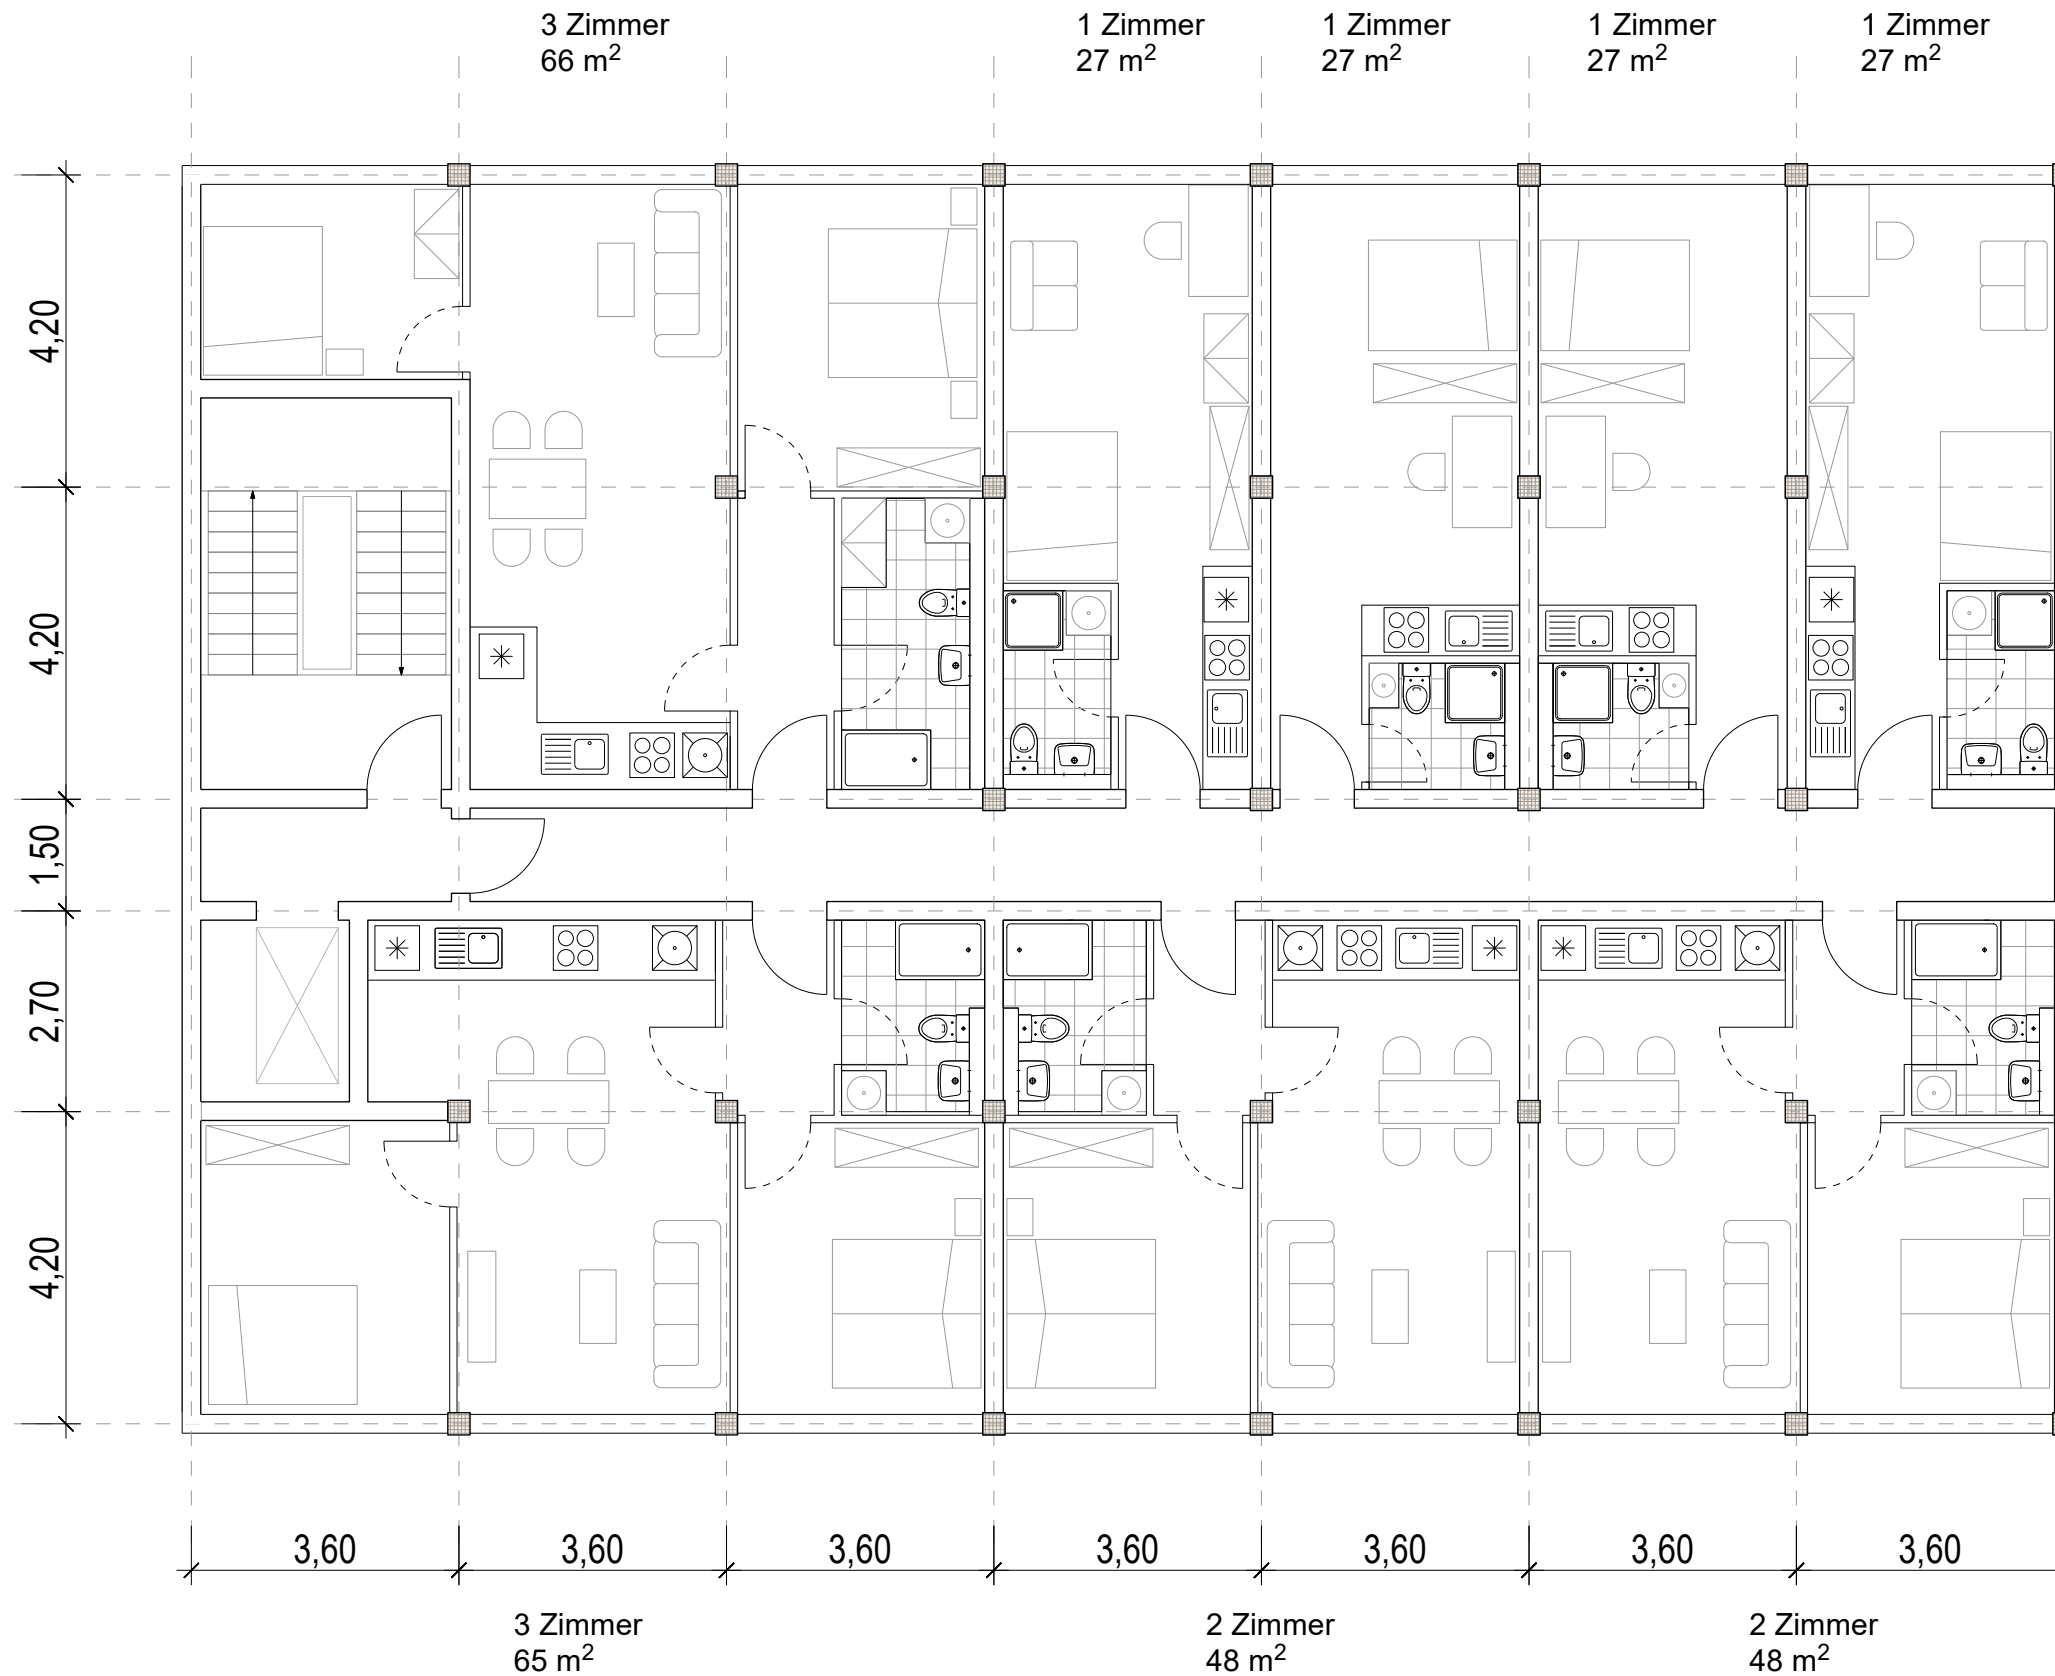 3 Zimmer
66 m²
1 Zimmer
27 m²
1 Zimmer
27 m²
1 Zimmer
27 m²
1 Zimmer
27 m²
4,20
4,20
1,50
2,70
4,20
3,60
3,60
3,60
3,60
3,60
3,60
3,60
3 Zimmer
65 m²
2 Zimmer
48 m²
2 Zimmer
48 m²